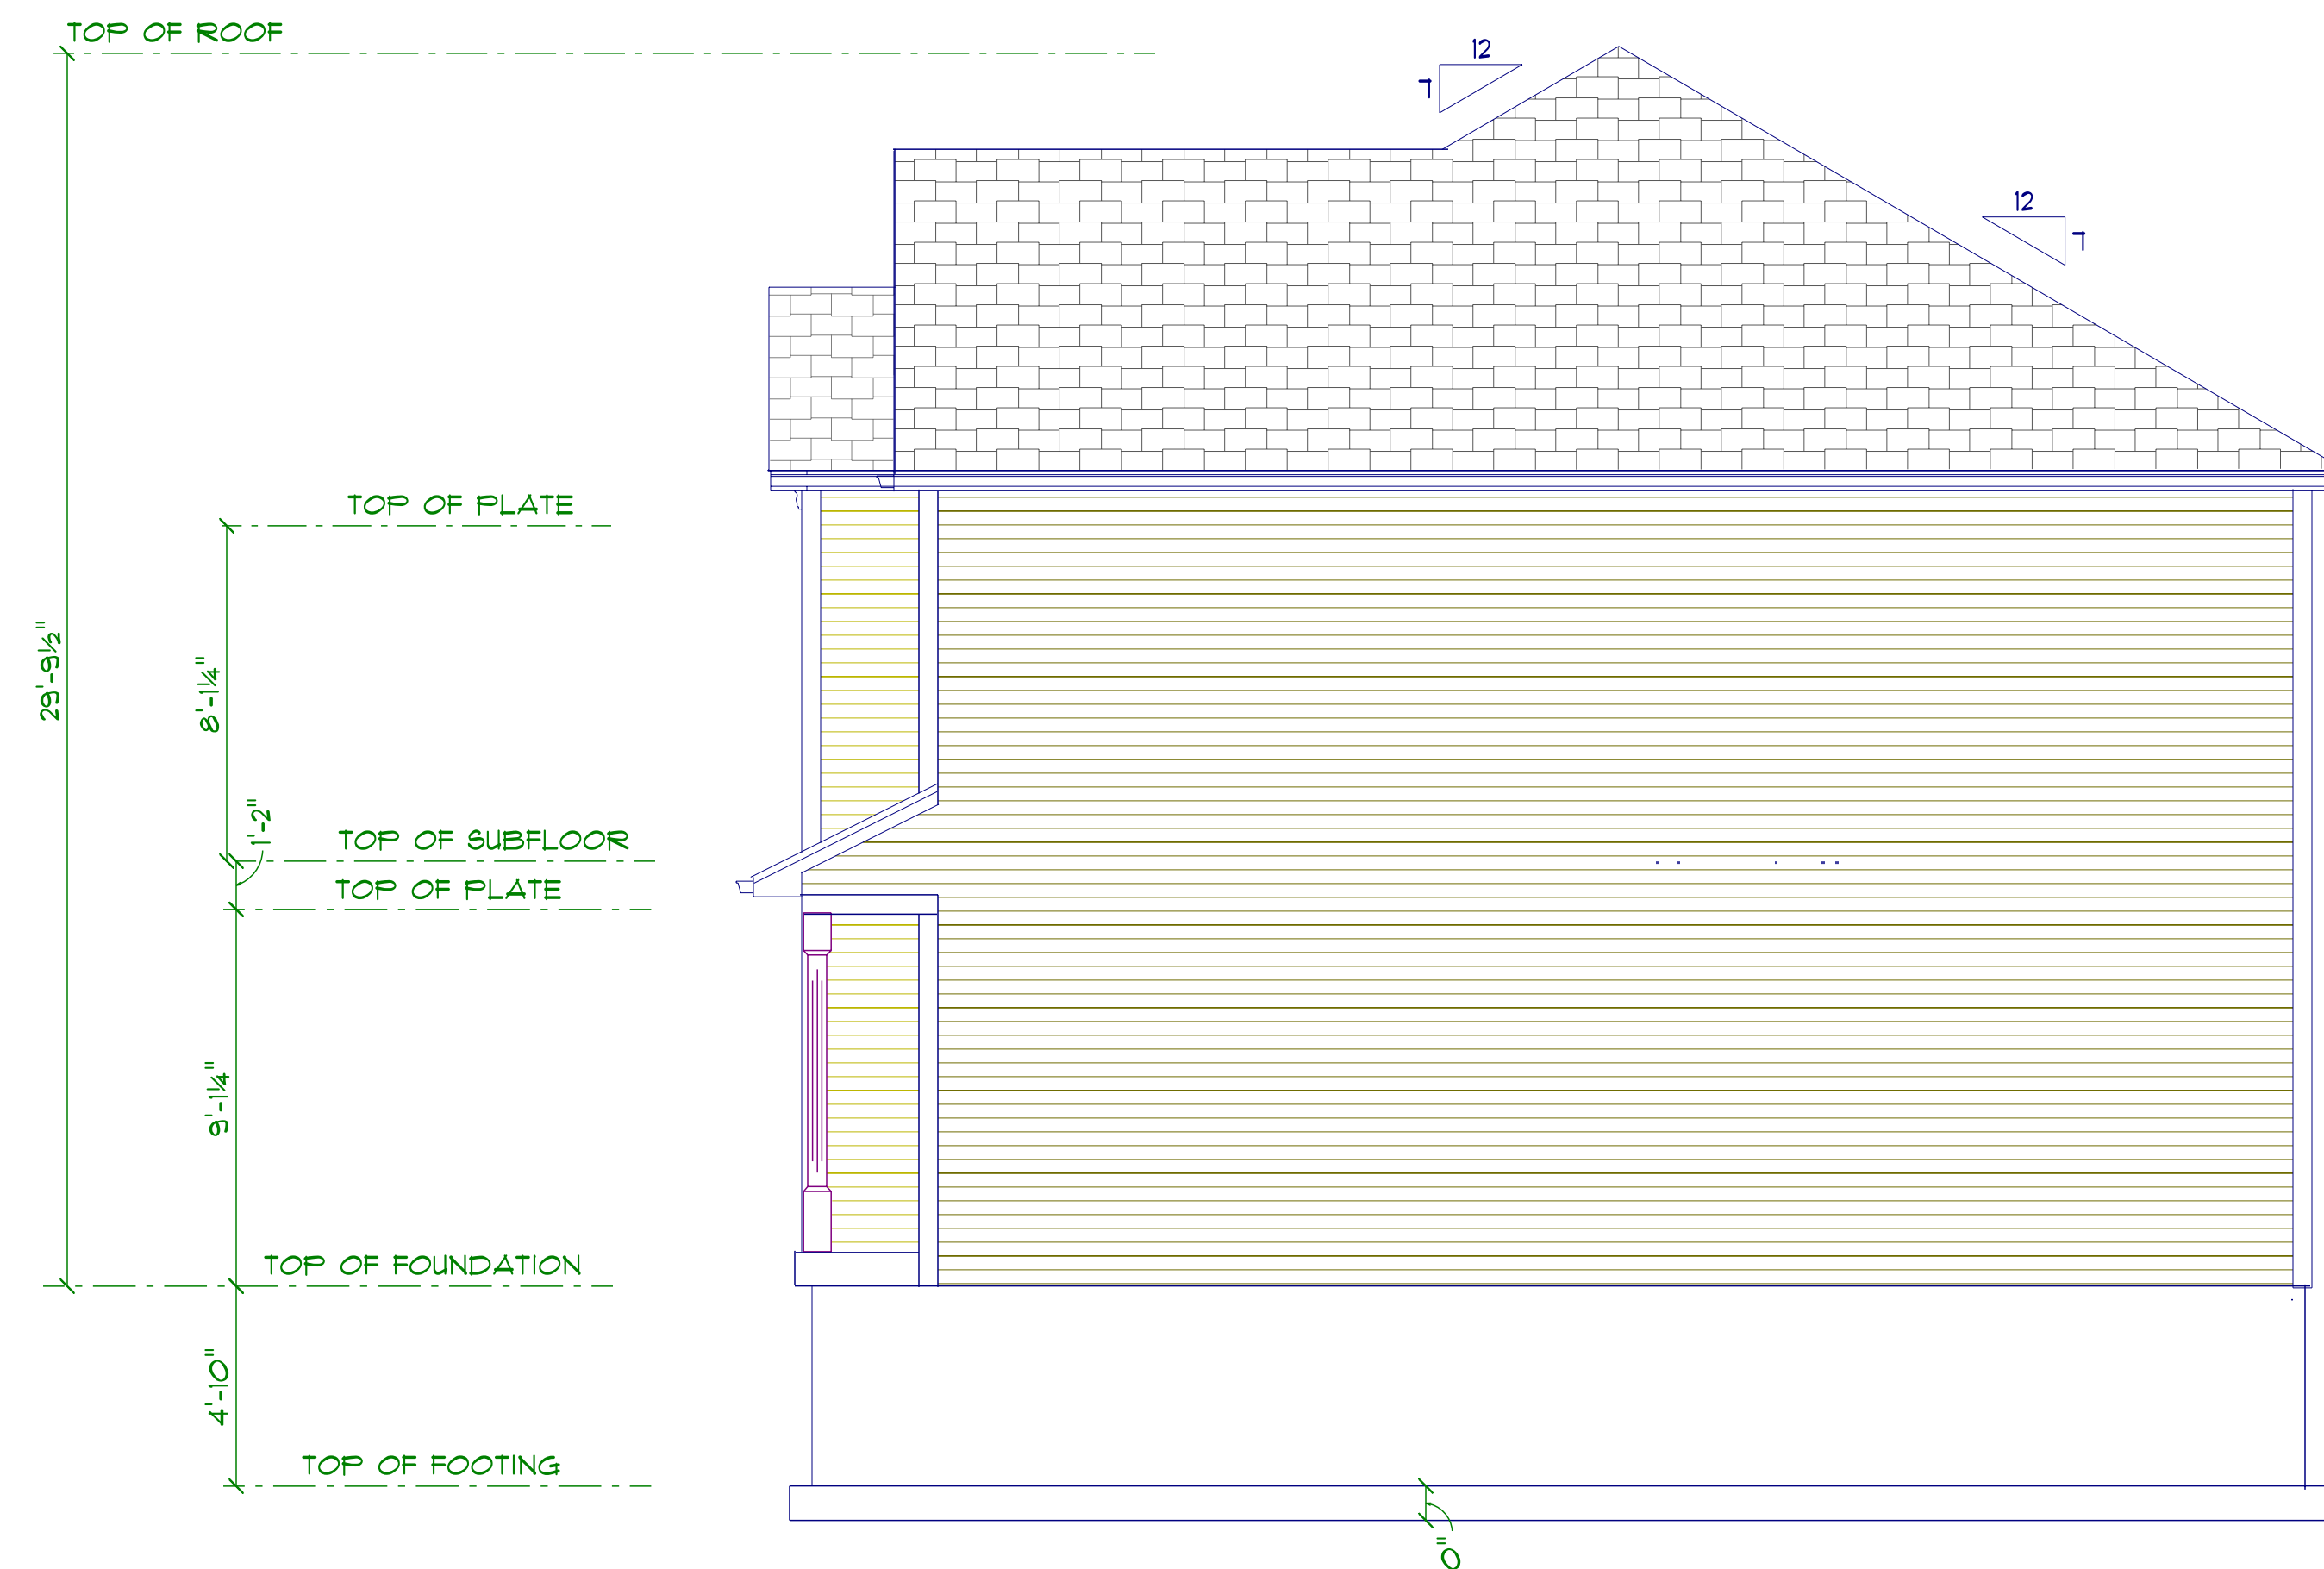 TOP OF ROOF
12
7
12
7
TOP OF PLATE
29'-9½"
8'-1¼"
1'-2"
TOP OF SUBFLOOR
TOP OF PLATE
9'-1¼"
TOP OF FOUNDATION
4'-10"
TOP OF FOOTING
0"